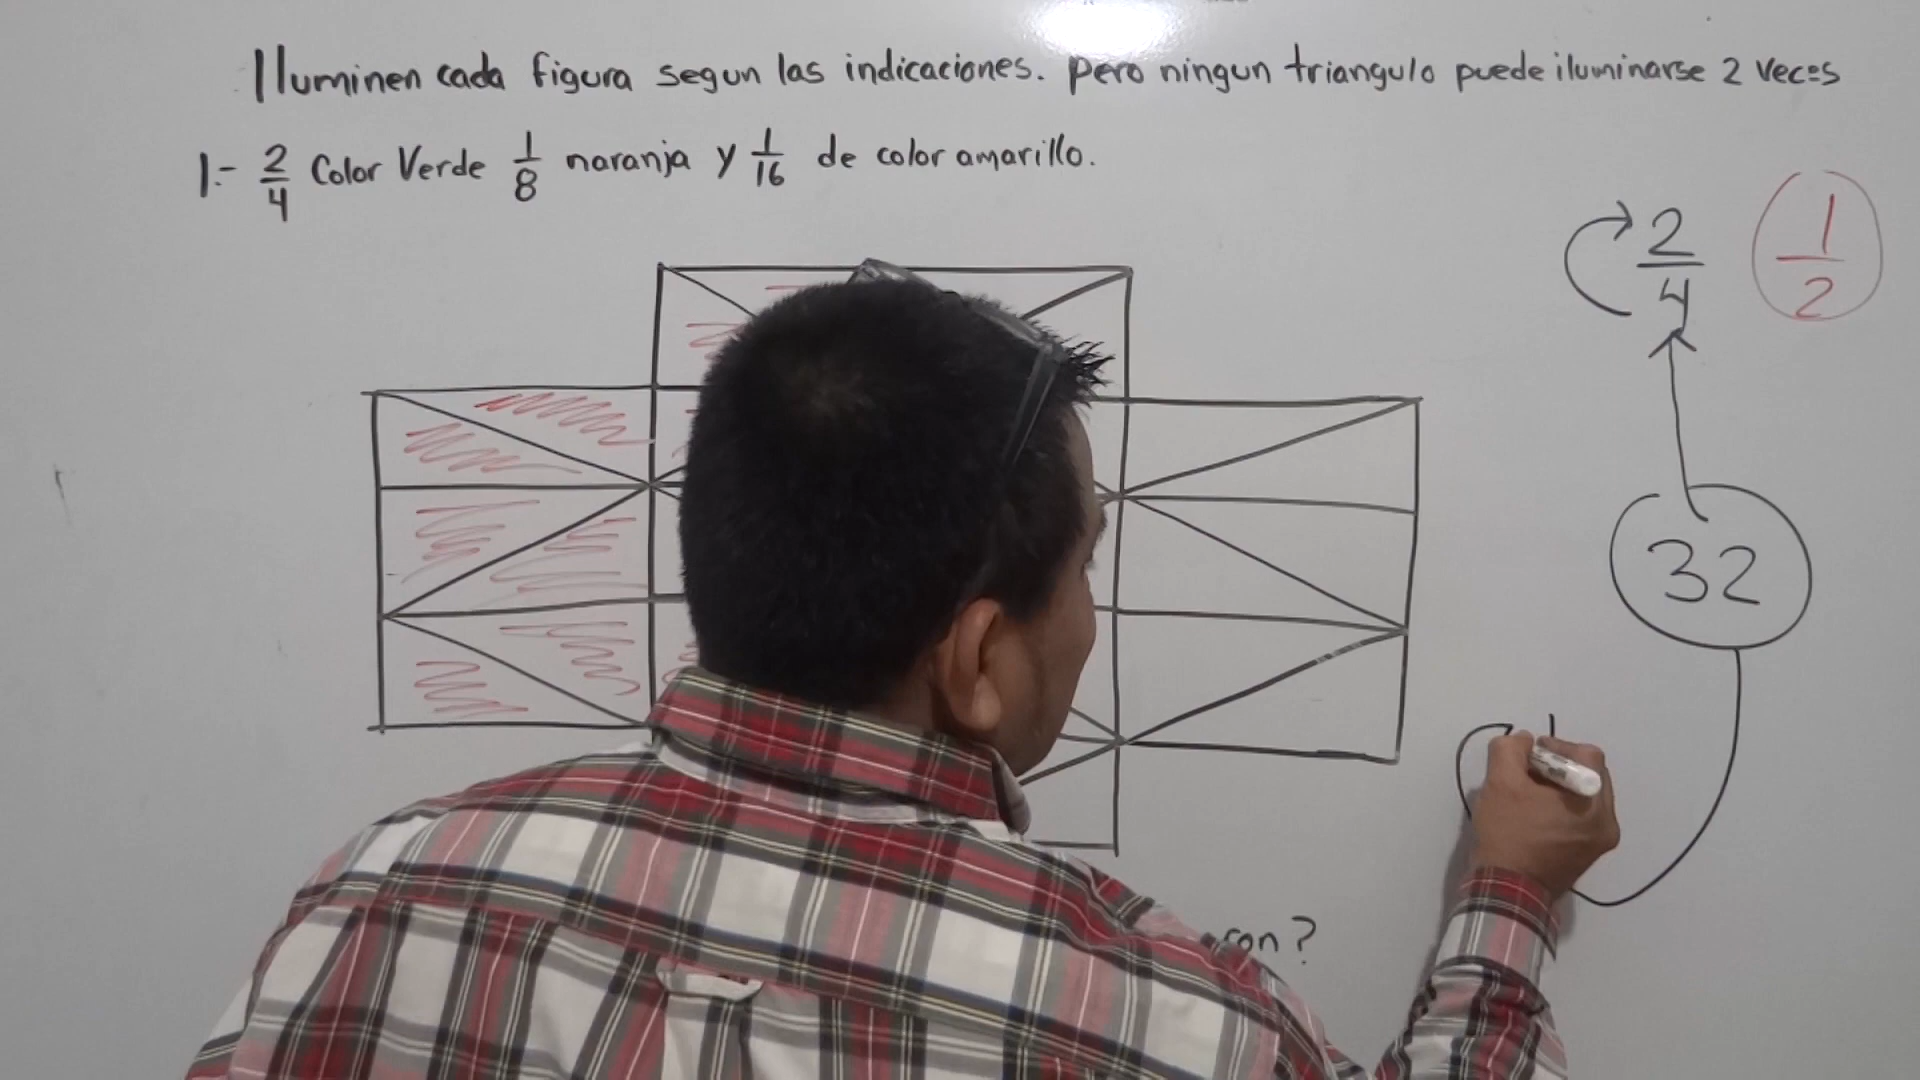 Iluminen cada figura segun las indicaciones. Pero ningun triangulo puede iluminarse 2 veces
1.- 2/4 Color Verde 1/8 naranja y 1/16 de color amarillo.
2/4
1/2
32
ron?